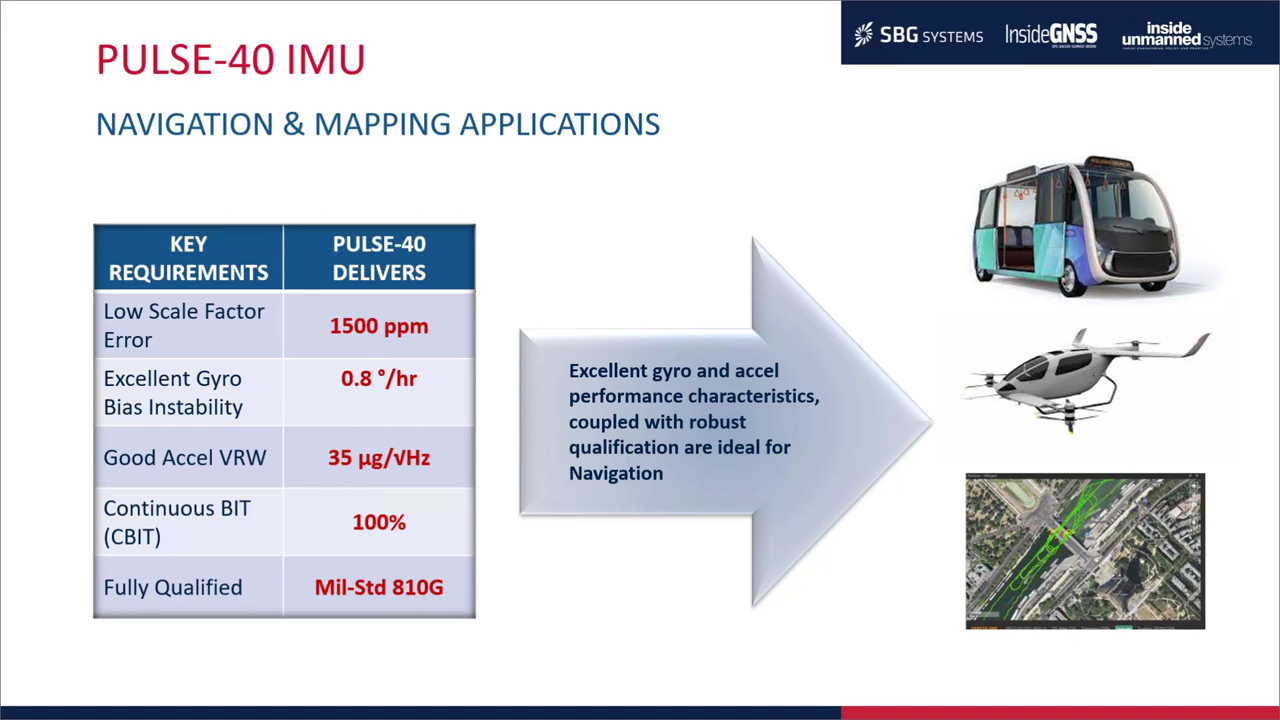 SBG SYSTEMS
InsideGNSS
inside
unmanned systems
PULSE-40 IMU
NAVIGATION & MAPPING APPLICATIONS
KEY
REQUIREMENTS
PULSE-40
DELIVERS
Low Scale Factor
Error
1500 ppm
Excellent Gyro
Bias Instability
0.8 °/hr
Good Accel VRW
35 µg/√Hz
Continuous BIT
(CBIT)
100%
Fully Qualified
Mil-Std 810G
Excellent gyro and accel
performance characteristics,
coupled with robust
qualification are ideal for
Navigation